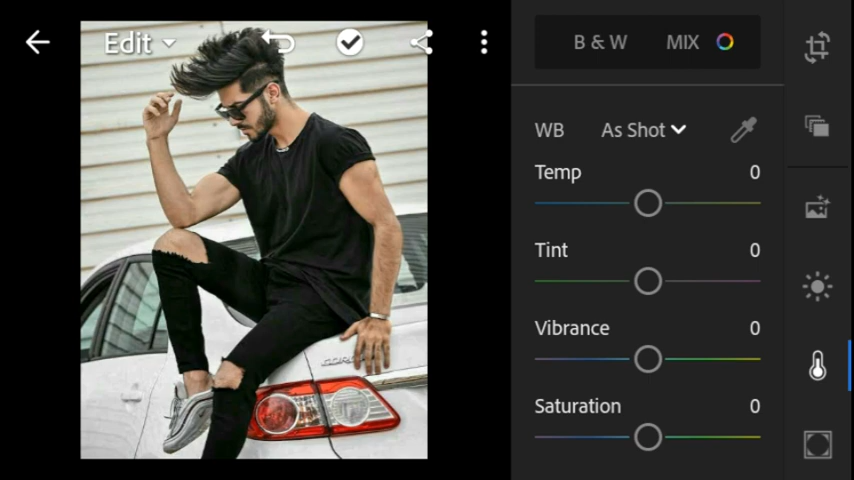 Edit
B & W MIX
WB As Shot
Temp 0
Tint 0
Vibrance 0
Saturation 0